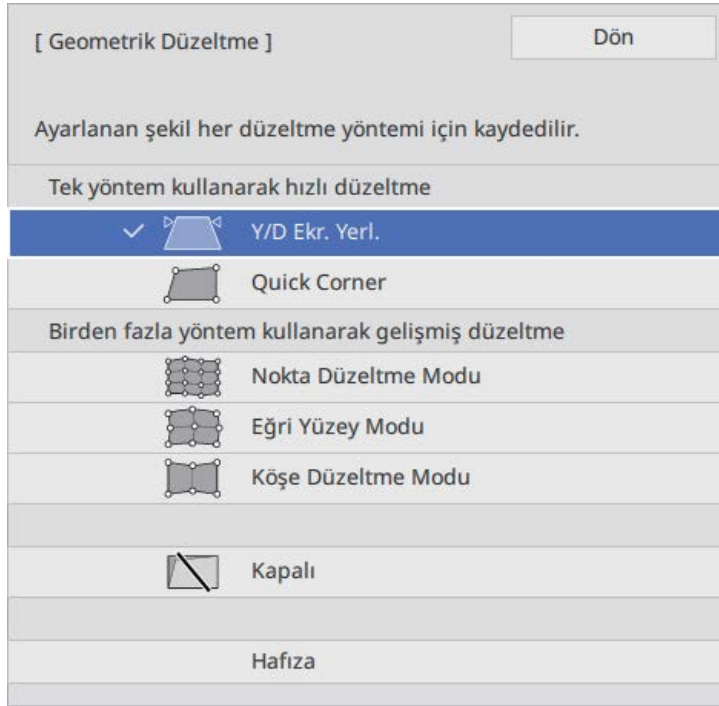 [ Geometrik Düzeltme ]
Dön
Ayarlanan şekil her düzeltme yöntemi için kaydedilir.
Tek yöntem kullanarak hızlı düzeltme
Y/D Ekr. Yerl.
Quick Corner
Birden fazla yöntem kullanarak gelişmiş düzeltme
Nokta Düzeltme Modu
Eğri Yüzey Modu
Köşe Düzeltme Modu
Kapalı
Hafıza